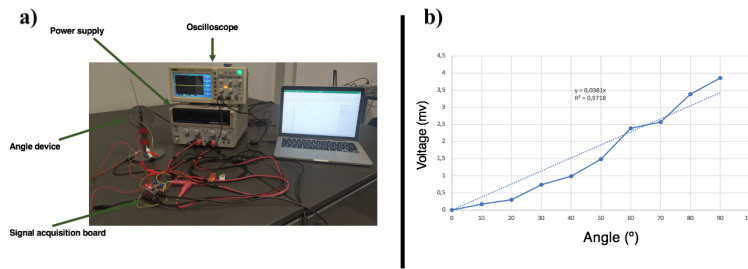 a)
Oscilloscope
Power supply
Angle device
Signal acquisition board
b)
4,5
4
3,5
3
2,5
2
1,5
1
0,5
0
y = 0,0381x
R² = 0,9718
Voltage (mv)
0 10 20 30 40 50 60 70 80 90
Angle (º)